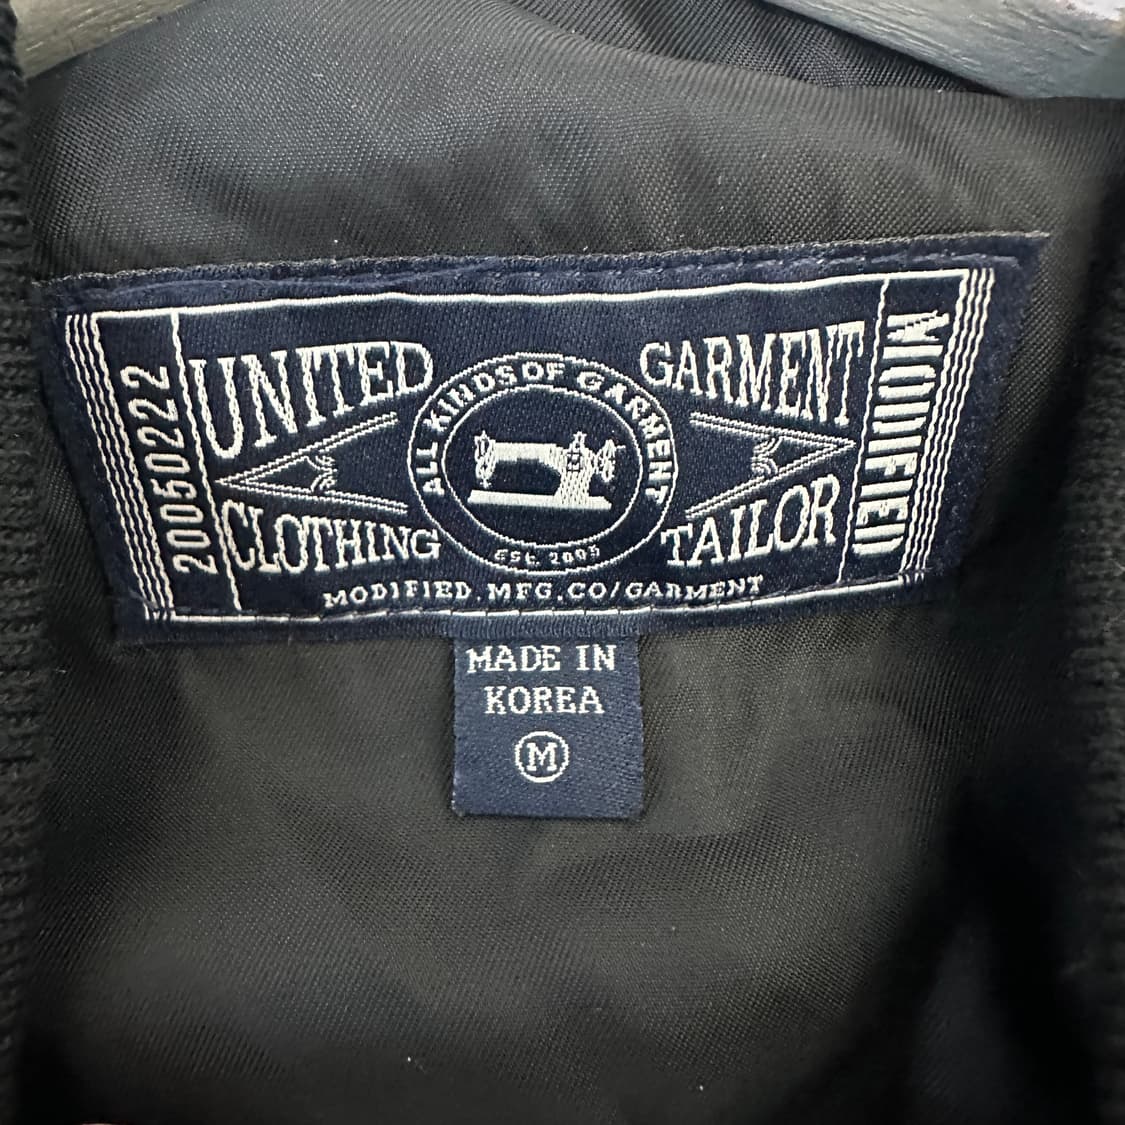 20050222
UNITED
CLOTHING
ALL KINDS OF GARMENT
EST. 2005
GARMENT
TAILOR
MODIFIED
MODIFIED.MFG.CO/GARMENT
MADE IN
KOREA
M